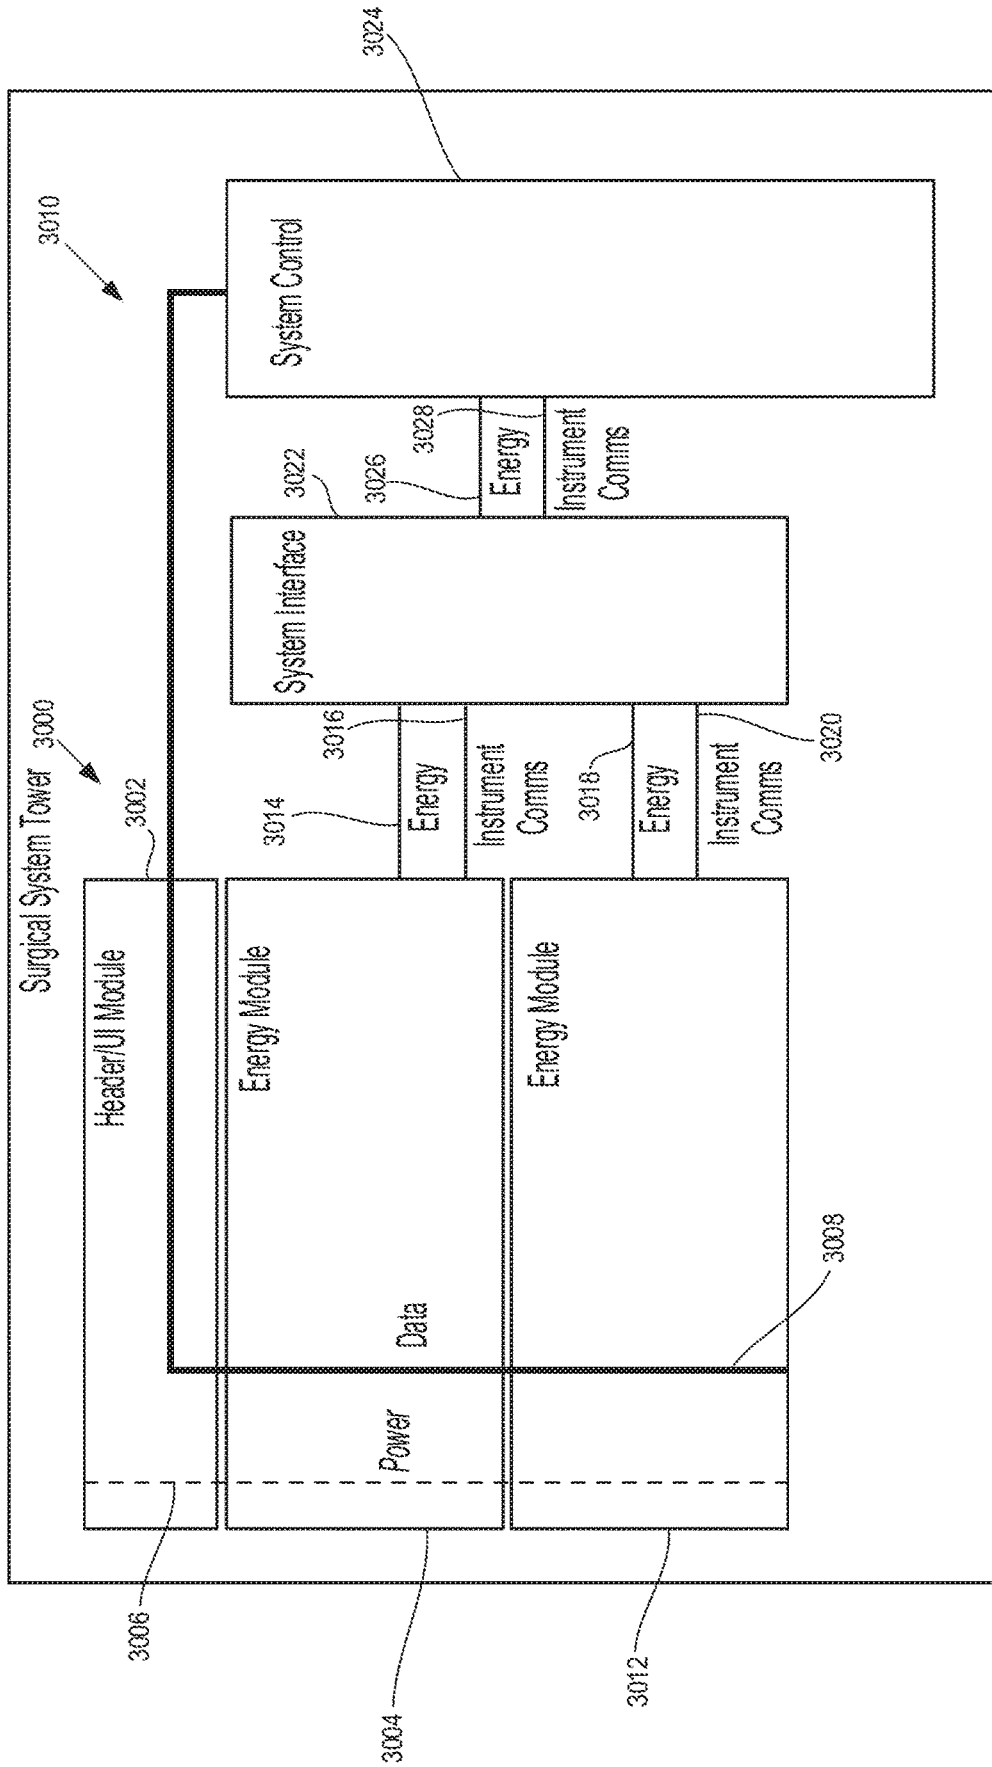 Surgical System Tower
3000
3010
3024
3002
Header/UI Module
Energy Module
Energy Module
Power
Data
3006
3004
3012
3008
3014
Energy
3016
Instrument
Comms
3018
Energy
Instrument
Comms
3020
System Interface
3022
3026
Energy
3028
Instrument
Comms
System Control